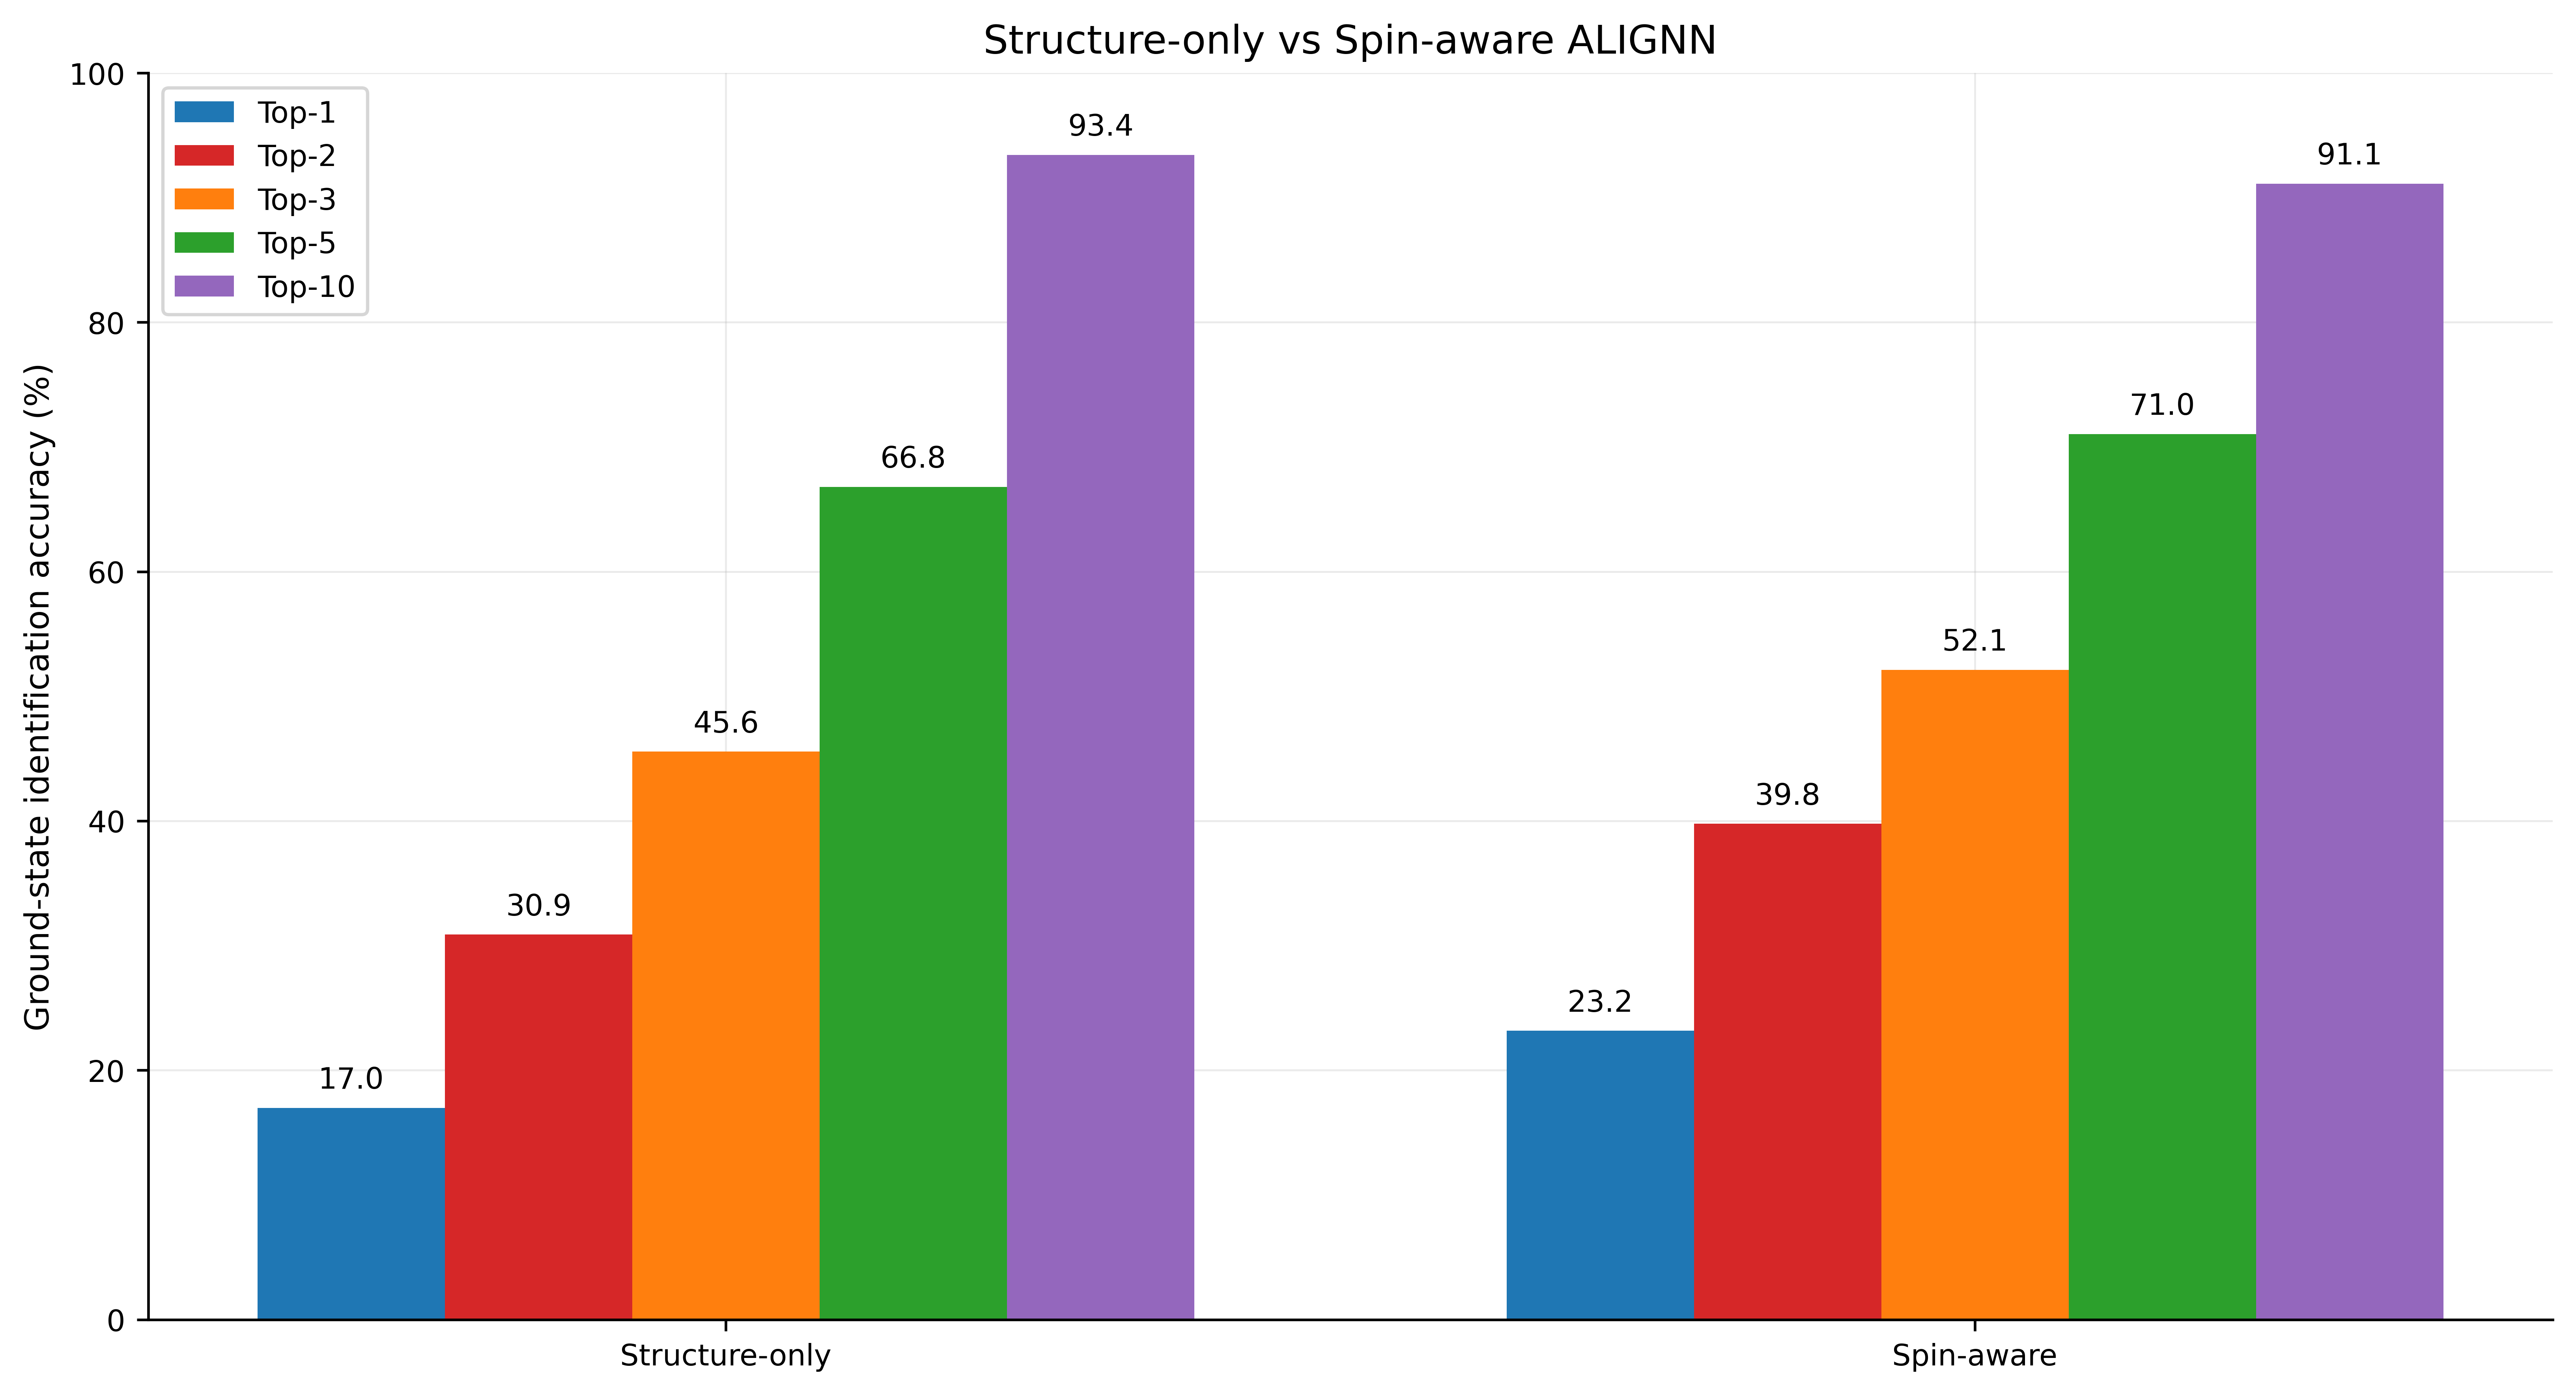 Structure-only vs Spin-aware ALIGNN
Ground-state identification accuracy (%)
100
80
60
40
20
0
Top-1
Top-2
Top-3
Top-5
Top-10
17.0
30.9
45.6
66.8
93.4
23.2
39.8
52.1
71.0
91.1
Structure-only
Spin-aware